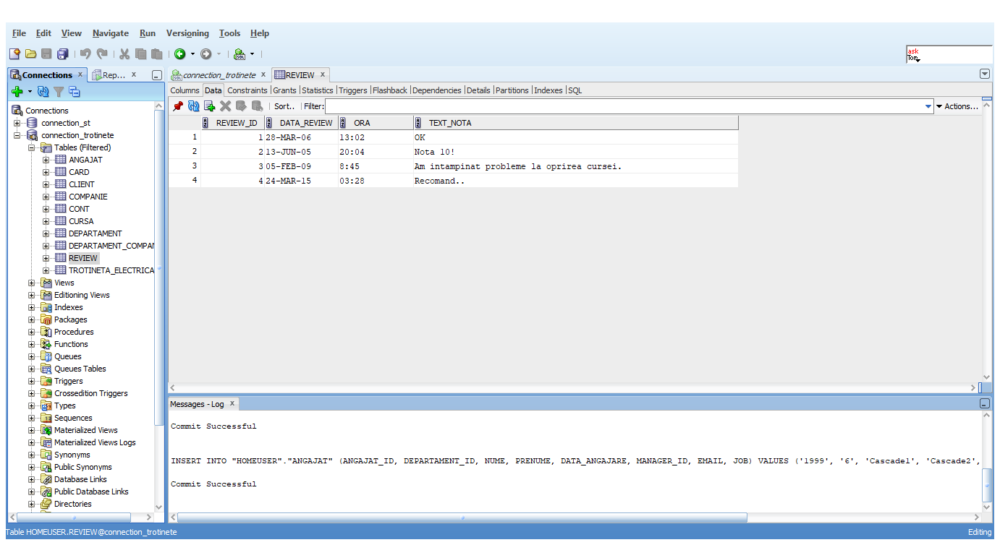 File Edit View Navigate Run Versioning Tools Help
ask
Tom
Connections x Rep... x
connection_trotinete x REVIEW x
Columns Data Constraints Grants Statistics Triggers Flashback Dependencies Details Partitions Indexes SQL
Sort.. Filter: Actions...
REVIEW_ID DATA_REVIEW ORA TEXT_NOTA
1 1 28-MAR-06 13:02 OK
2 2 13-JUN-05 20:04 Nota 10!
3 3 05-FEB-09 8:45 Am intampinat probleme la oprirea cursei.
4 4 24-MAR-15 03:28 Recomand..
Connections
connection_st
connection_trotinete
Tables (Filtered)
ANGAJAT
CARD
CLIENT
COMPANIE
CONT
CURSA
DEPARTAMENT
DEPARTAMENT_COMPAN
REVIEW
TROTINETA_ELECTRICA
Views
Editioning Views
Indexes
Packages
Procedures
Functions
Queues
Queues Tables
Triggers
Crossedition Triggers
Types
Sequences
Materialized Views
Materialized Views Logs
Synonyms
Public Synonyms
Database Links
Public Database Links
Directories
Messages - Log x
Commit Successful
INSERT INTO "HOMEUSER"."ANGAJAT" (ANGAJAT_ID, DEPARTAMENT_ID, NUME, PRENUME, DATA_ANGAJARE, MANAGER_ID, EMAIL, JOB) VALUES ('1999', '6', 'Cascade1', 'Cascade2',
Commit Successful
Table HOMEUSER.REVIEW@connection_trotinete Editing